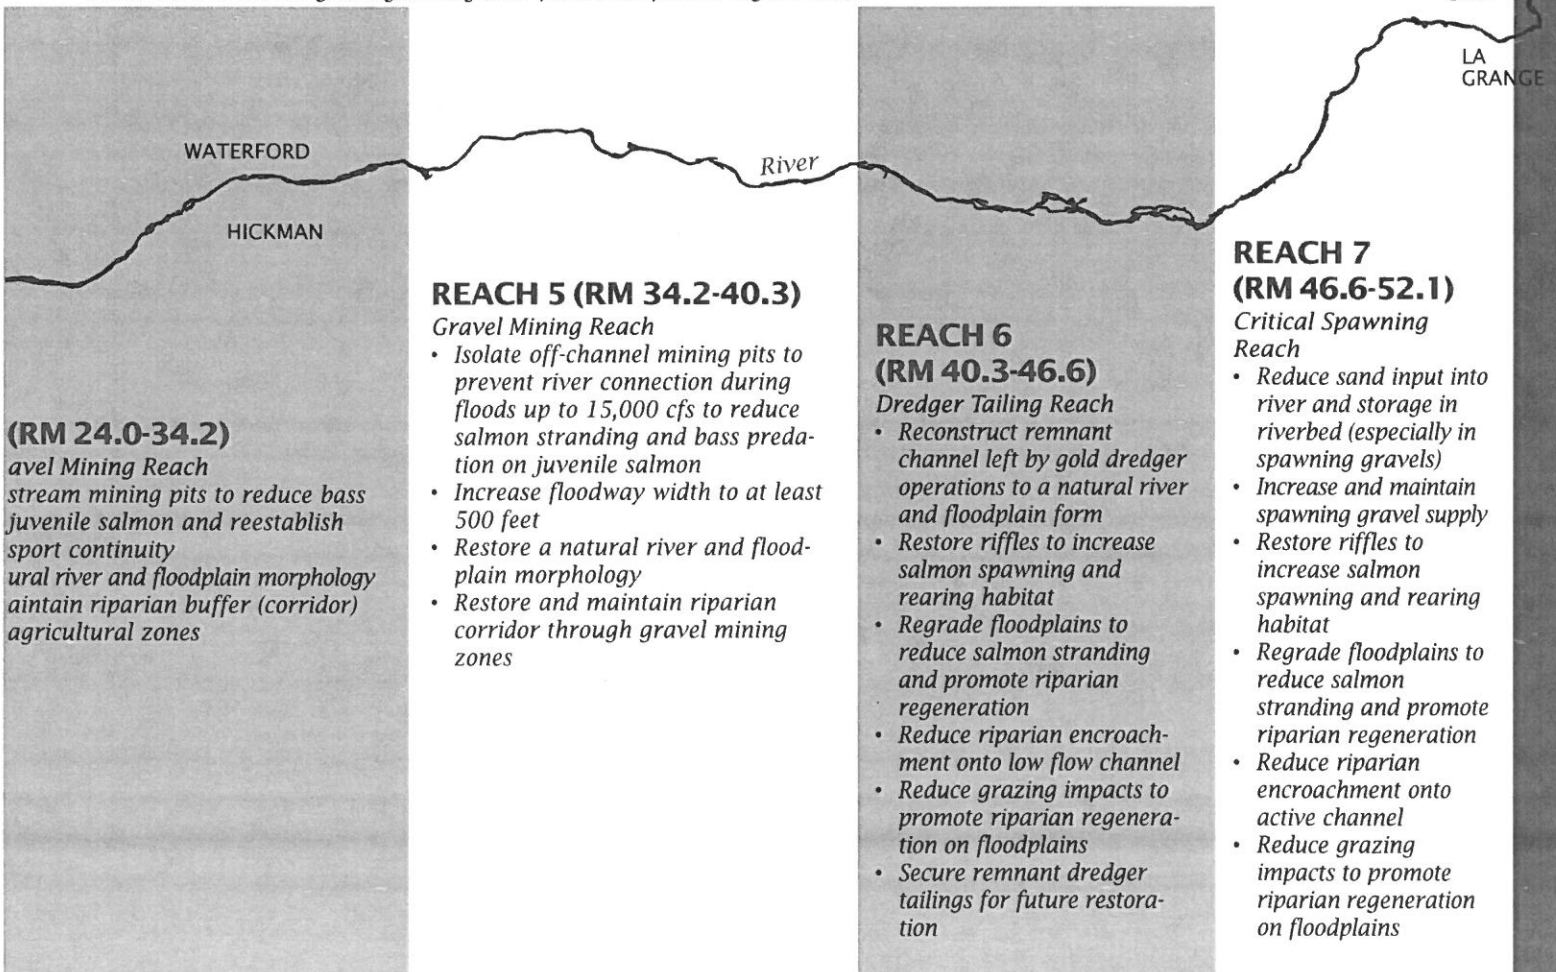 LA
GRANGE
WATERFORD
River
HICKMAN
(RM 24.0-34.2)
avel Mining Reach
stream mining pits to reduce bass
juvenile salmon and reestablish
sport continuity
ural river and floodplain morphology
aintain riparian buffer (corridor)
agricultural zones
REACH 5 (RM 34.2-40.3)
Gravel Mining Reach
• Isolate off-channel mining pits to
prevent river connection during
floods up to 15,000 cfs to reduce
salmon stranding and bass preda-
tion on juvenile salmon
• Increase floodway width to at least
500 feet
• Restore a natural river and flood-
plain morphology
• Restore and maintain riparian
corridor through gravel mining
zones
REACH 6
(RM 40.3-46.6)
Dredger Tailing Reach
• Reconstruct remnant
channel left by gold dredger
operations to a natural river
and floodplain form
• Restore riffles to increase
salmon spawning and
rearing habitat
• Regrade floodplains to
reduce salmon stranding
and promote riparian
regeneration
• Reduce riparian encroach-
ment onto low flow channel
• Reduce grazing impacts to
promote riparian regenera-
tion on floodplains
• Secure remnant dredger
tailings for future restora-
tion
REACH 7
(RM 46.6-52.1)
Critical Spawning
Reach
• Reduce sand input into
river and storage in
riverbed (especially in
spawning gravels)
• Increase and maintain
spawning gravel supply
• Restore riffles to
increase salmon
spawning and rearing
habitat
• Regrade floodplains to
reduce salmon
stranding and promote
riparian regeneration
• Reduce riparian
encroachment onto
active channel
• Reduce grazing
impacts to promote
riparian regeneration
on floodplains